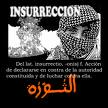 INSURRECCION
Del lat. insurrectio, -onis) f. Acción
de declararse en contra de la autoridad
constituida y de luchar contra ella.
الثورة